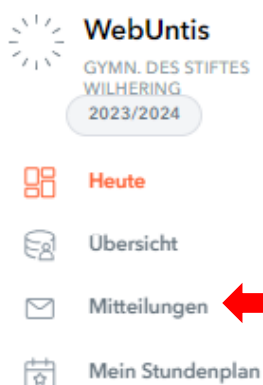 WebUntis
GYMN. DES STIFTES
WILHERING
2023/2024
Heute
Übersicht
Mitteilungen
Mein Stundenplan